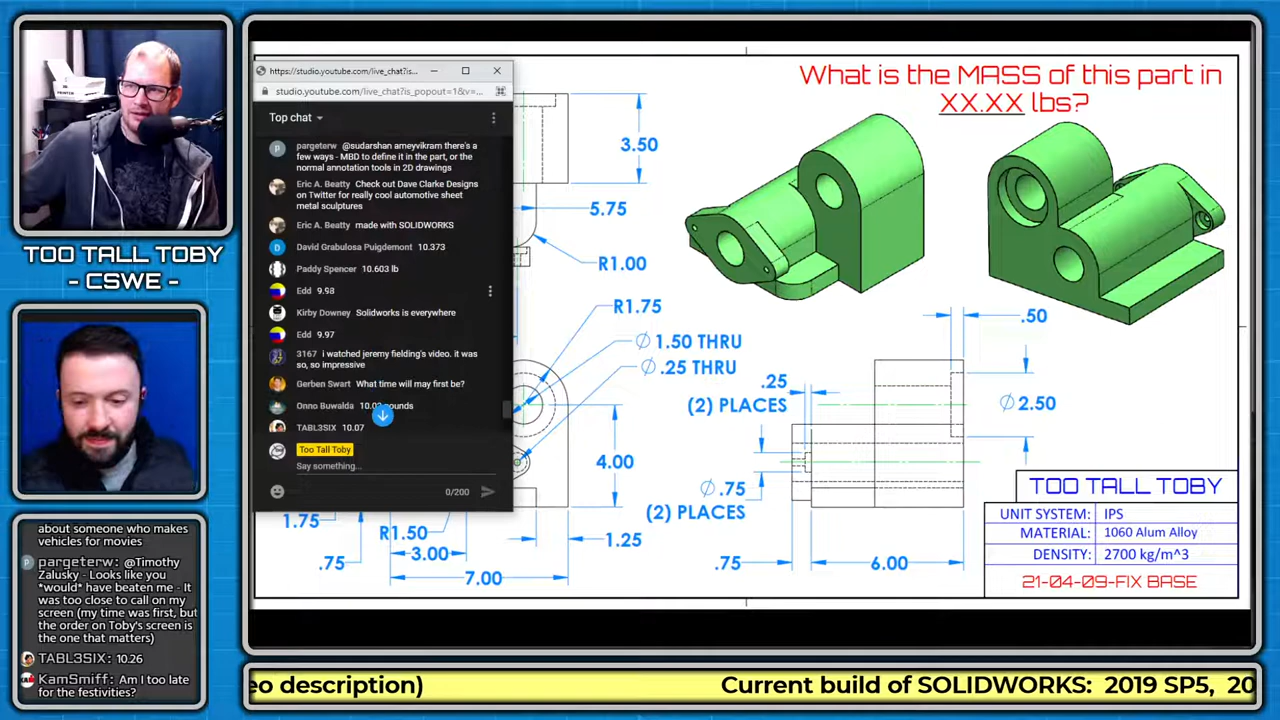 TOO TALL TOBY
- CSWE -
about someone who makes
vehicles for movies
pargeterw: @Timothy
Zalusky - Looks like you
*would* have beaten me - It
was too close to call on my
screen (my time was first, but
the order on Toby's screen is
the one that matters)
TABL3SIX: 10.26
KamSmiff: Am I too late
for the festivities?
https://studio.youtube.com/live_chat?is...
studio.youtube.com/live_chat?is_popout=1&v=...
Top chat
pargeterw @sudarshan ameyvikram there's a
few ways - MBD to define it in the part, or the
normal annotation tools in 2D drawings
Eric A. Beatty Check out Dave Clarke Designs
on Twitter for really cool automotive sheet
metal sculptures
Eric A. Beatty made with SOLIDWORKS
David Grabulosa Puigdemont 10.373
Paddy Spencer 10.603 lb
Edd 9.98
Kirby Downey Solidworks is everywhere
Edd 9.97
3167 i watched jeremy fielding's video. it was
so, so impressive
Gerben Swart What time will may first be?
Onno Buwalda pounds
TABL3SIX 10.07
Too Tall Toby
Say something...
0/200
What is the MASS of this part in
XX.XX lbs?
3.50
5.75
R1.00
R1.75
Ø 1.50 THRU
Ø .25 THRU
.25
(2) PLACES
4.00
Ø .75
(2) PLACES
1.75
R1.50
.75
3.00
1.25
7.00
.50
Ø 2.50
.75
6.00
TOO TALL TOBY
UNIT SYSTEM: IPS
MATERIAL: 1060 Alum Alloy
DENSITY: 2700 kg/m^3
21-04-09-FIX BASE
eo description)
Current build of SOLIDWORKS: 2019 SP5, 20